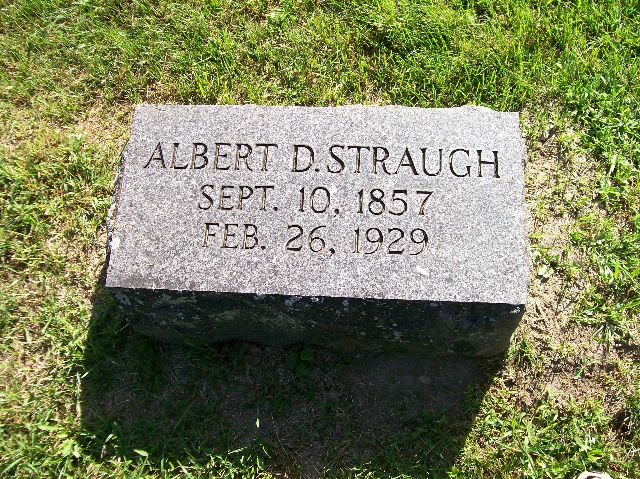 ALBERT D. STRAUGH
SEPT. 10, 1857
FEB. 26, 1929